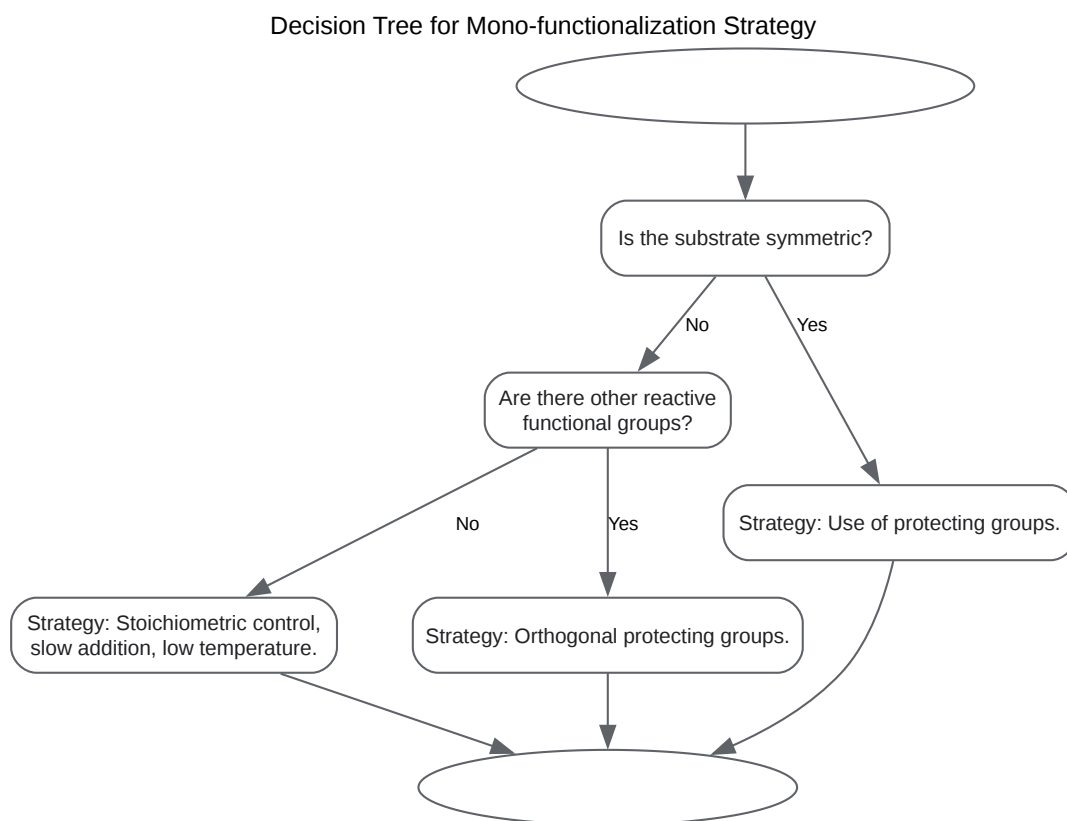 Decision Tree for Mono-functionalization Strategy
Is the substrate symmetric?
No
Yes
Are there other reactive
functional groups?
No
Yes
Strategy: Use of protecting groups.
Strategy: Stoichiometric control,
slow addition, low temperature.
Strategy: Orthogonal protecting groups.